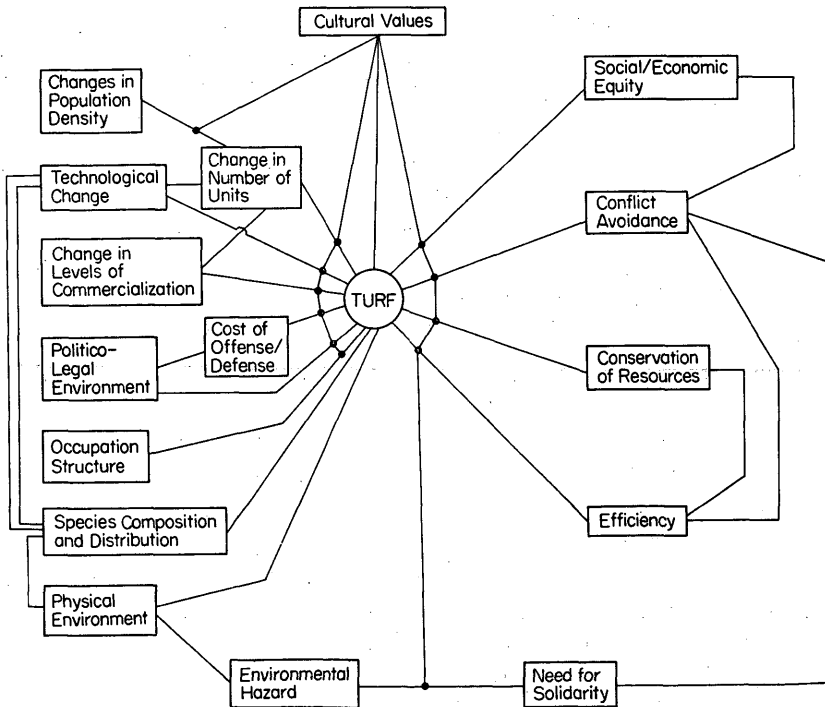 Cultural Values
Changes in
Population
Density
Social/Economic
Equity
Technological
Change
Change in
Number of
Units
Conflict
Avoidance
Change in
Levels of
Commercialization
TURF
Politico-
Legal
Environment
Cost of
Offense/
Defense
Conservation
of Resources
Occupation
Structure
Species Composition
and Distribution
Efficiency
Physical
Environment
Environmental
Hazard
Need for
Solidarity